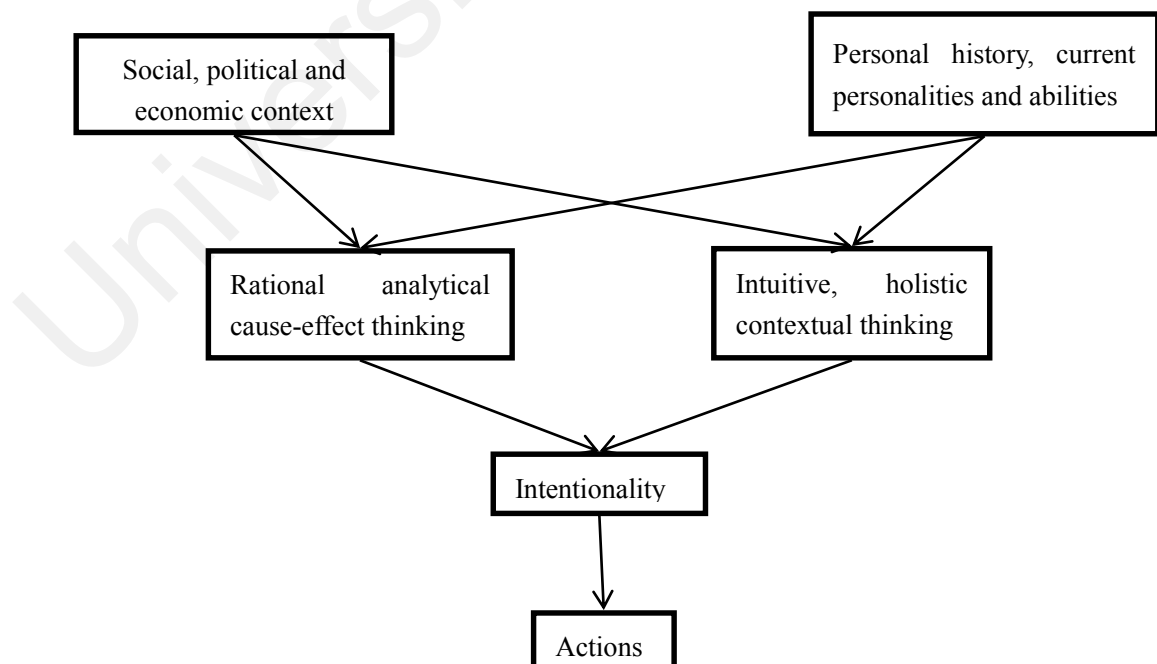 Social, political and
economic context
Personal history, current
personalities and abilities
Rational analytical
cause-effect thinking
Intuitive, holistic
contextual thinking
Intentionality
Actions
Univers